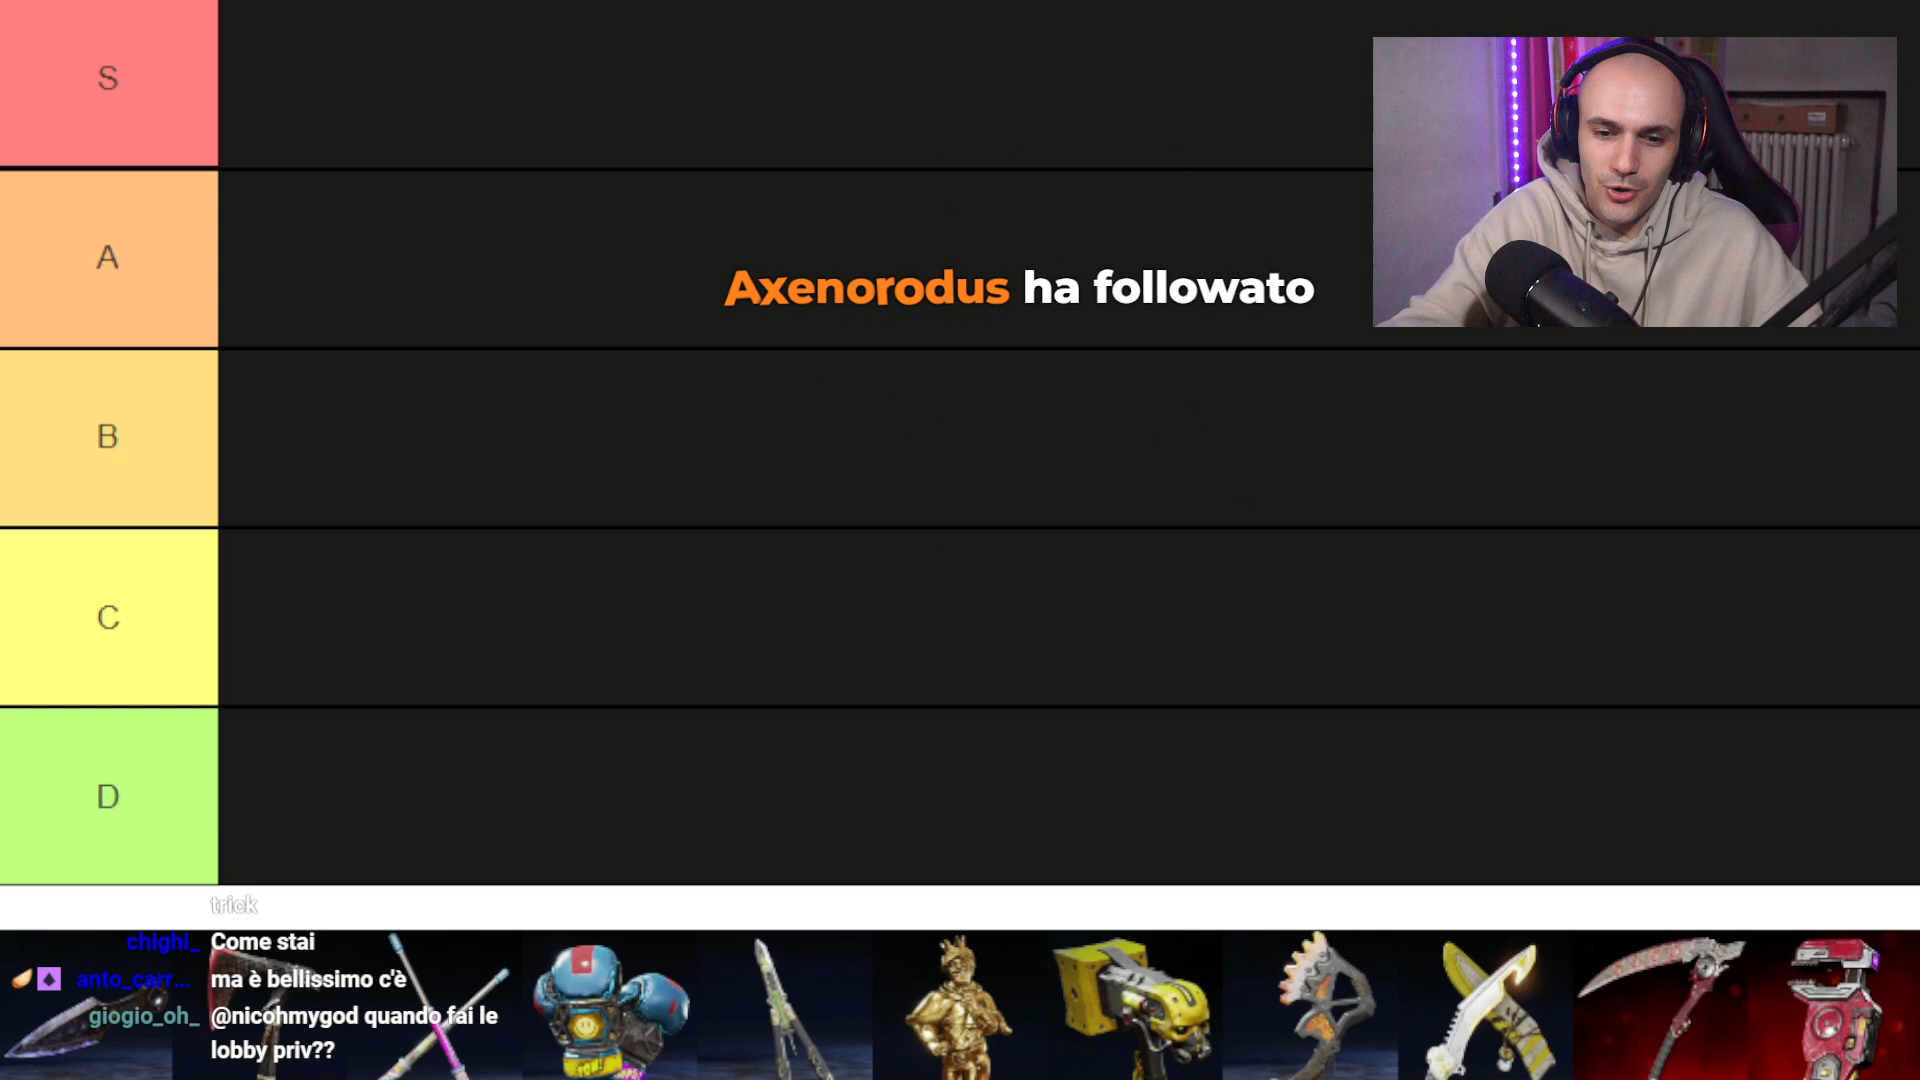 S
A
Axenorodus ha followato
B
C
D
trick
chighi_ Come stai
anto_carr... ma è bellissimo c'è
giogio_oh_ @nicohmygod quando fai le
lobby priv??